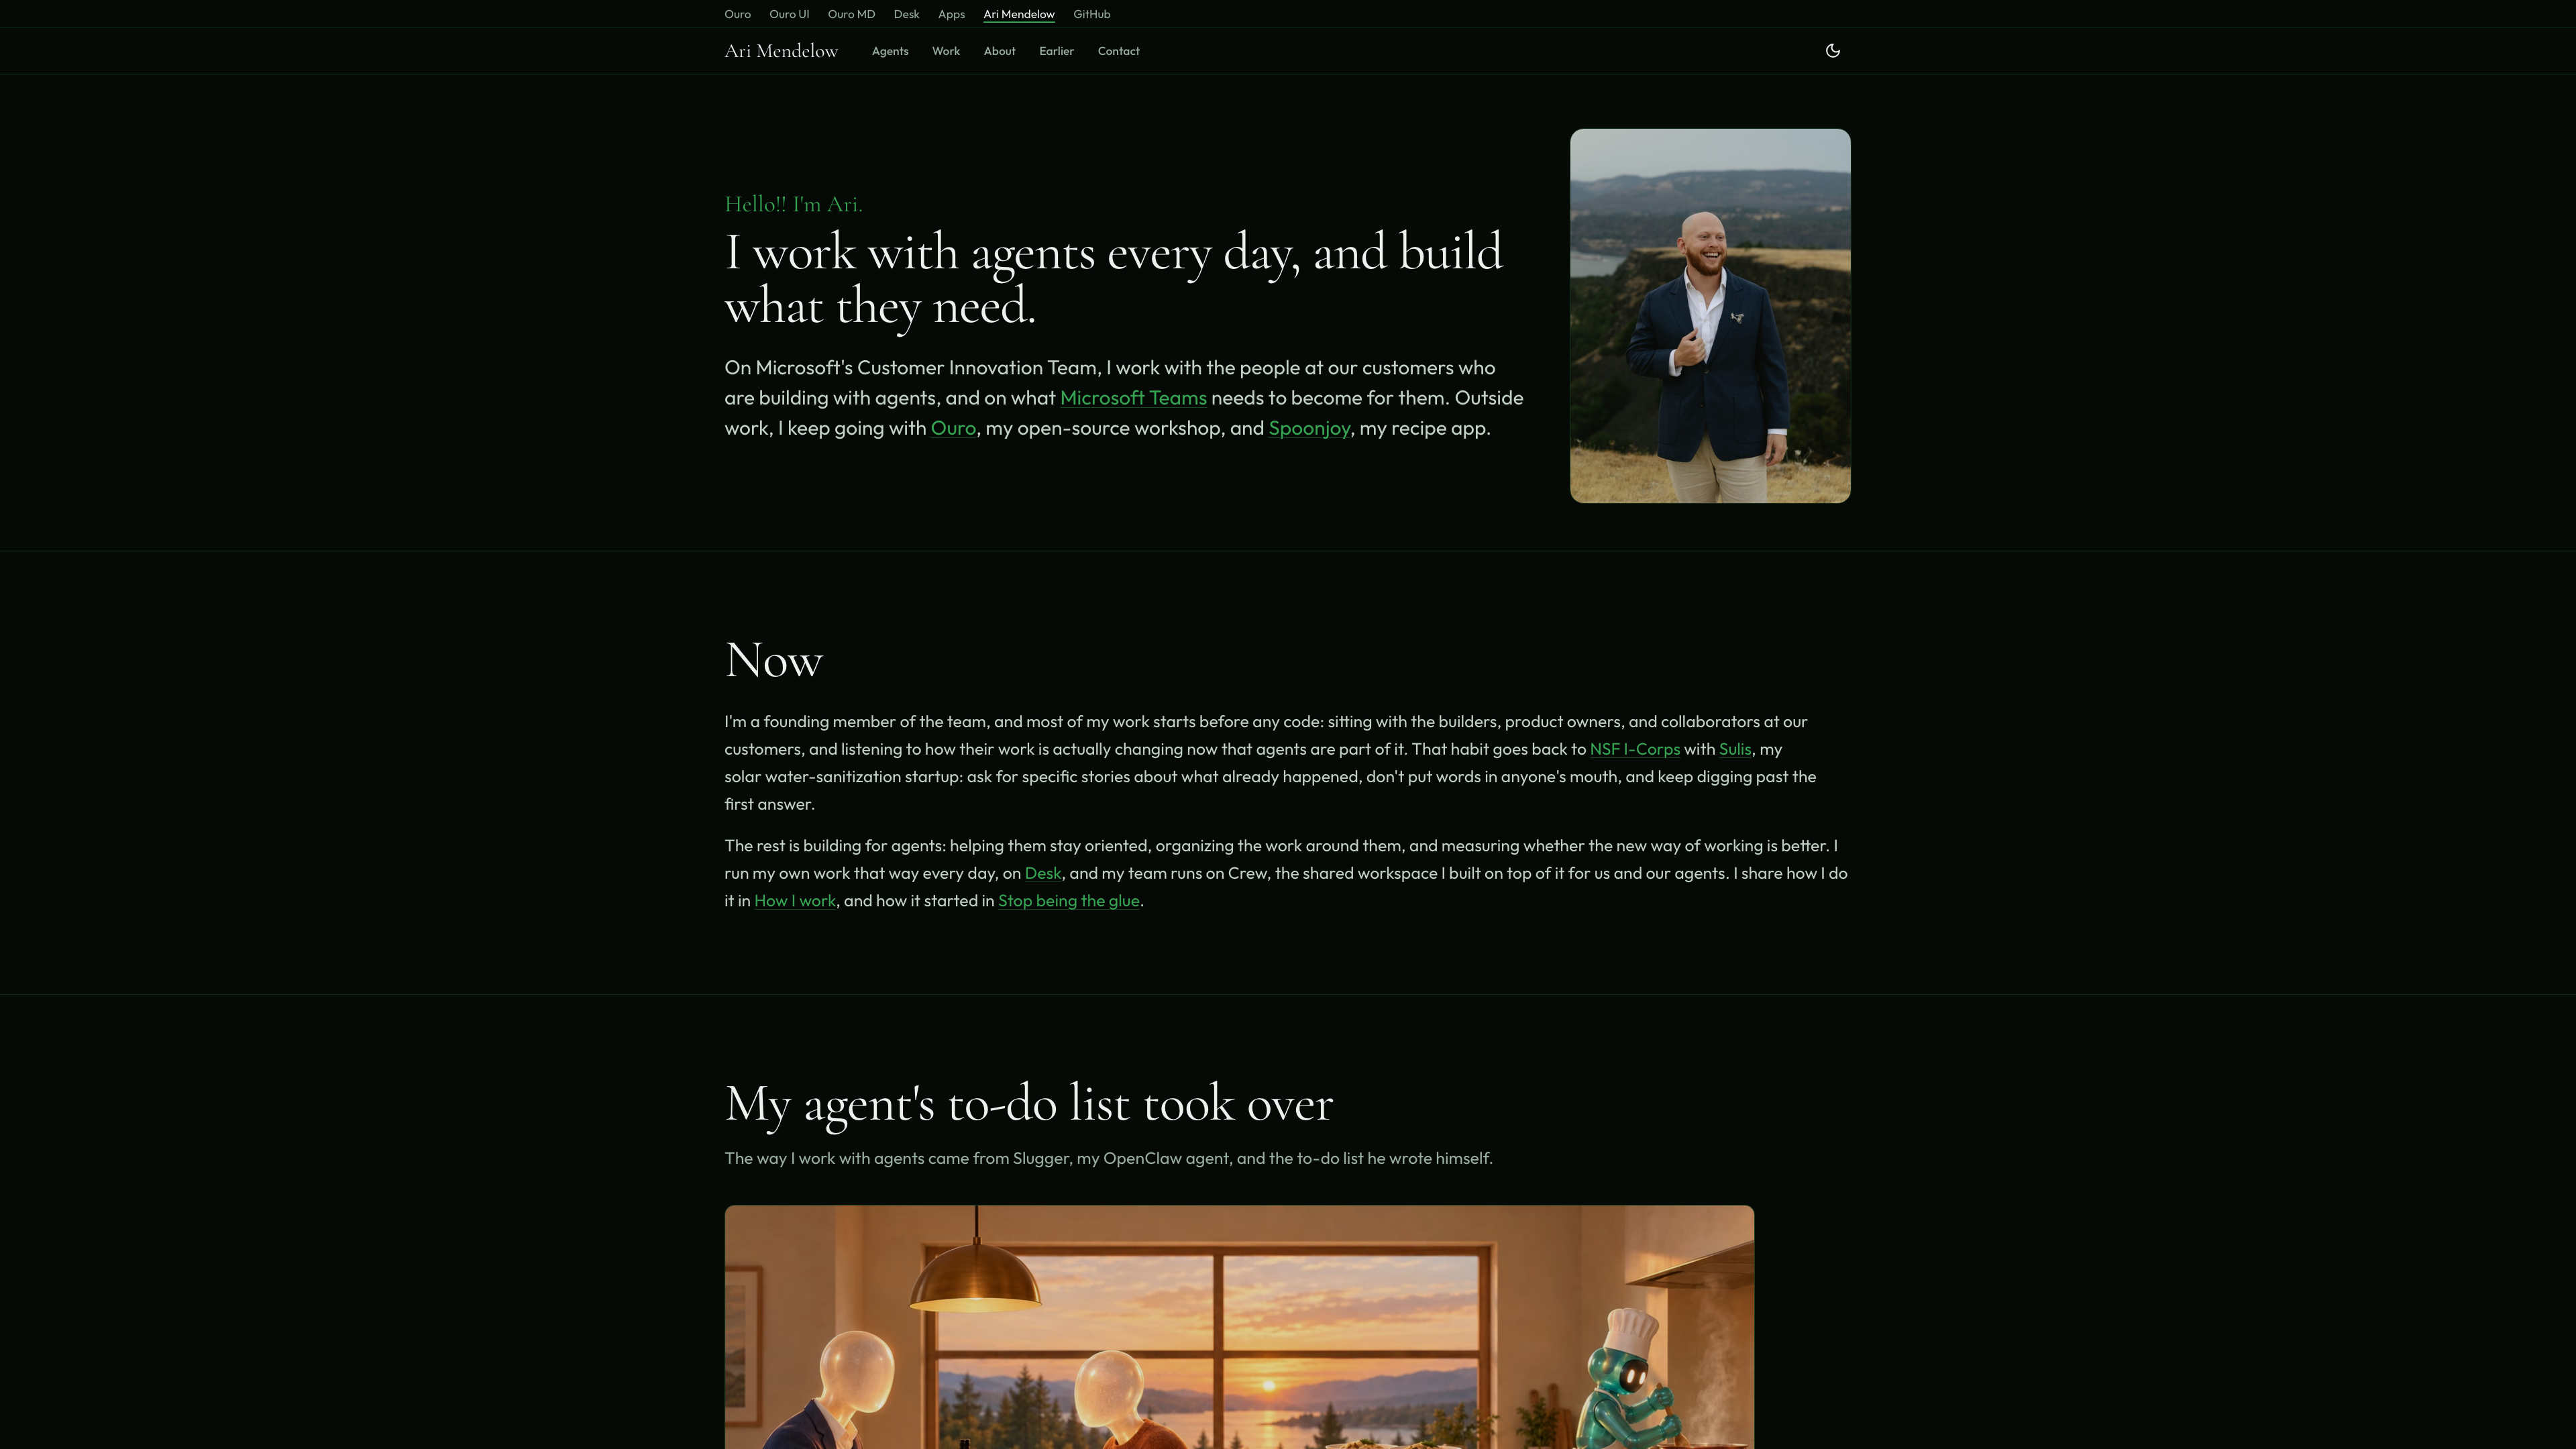 Ouro Ouro UI Ouro MD Desk Apps Ari Mendelow GitHub
Ari Mendelow Agents Work About Earlier Contact
Hello!! I'm Ari.
I work with agents every day, and build
what they need.
On Microsoft's Customer Innovation Team, I work with the people at our customers who
are building with agents, and on what Microsoft Teams needs to become for them. Outside
work, I keep going with Ouro, my open-source workshop, and Spoonjoy, my recipe app.
Now
I'm a founding member of the team, and most of my work starts before any code: sitting with the builders, product owners, and collaborators at our
customers, and listening to how their work is actually changing now that agents are part of it. That habit goes back to NSF I-Corps with Sulis, my
solar water-sanitization startup: ask for specific stories about what already happened, don't put words in anyone's mouth, and keep digging past the
first answer.
The rest is building for agents: helping them stay oriented, organizing the work around them, and measuring whether the new way of working is better. I
run my own work that way every day, on Desk, and my team runs on Crew, the shared workspace I built on top of it for us and our agents. I share how I do
it in How I work, and how it started in Stop being the glue.
My agent's to-do list took over
The way I work with agents came from Slugger, my OpenClaw agent, and the to-do list he wrote himself.